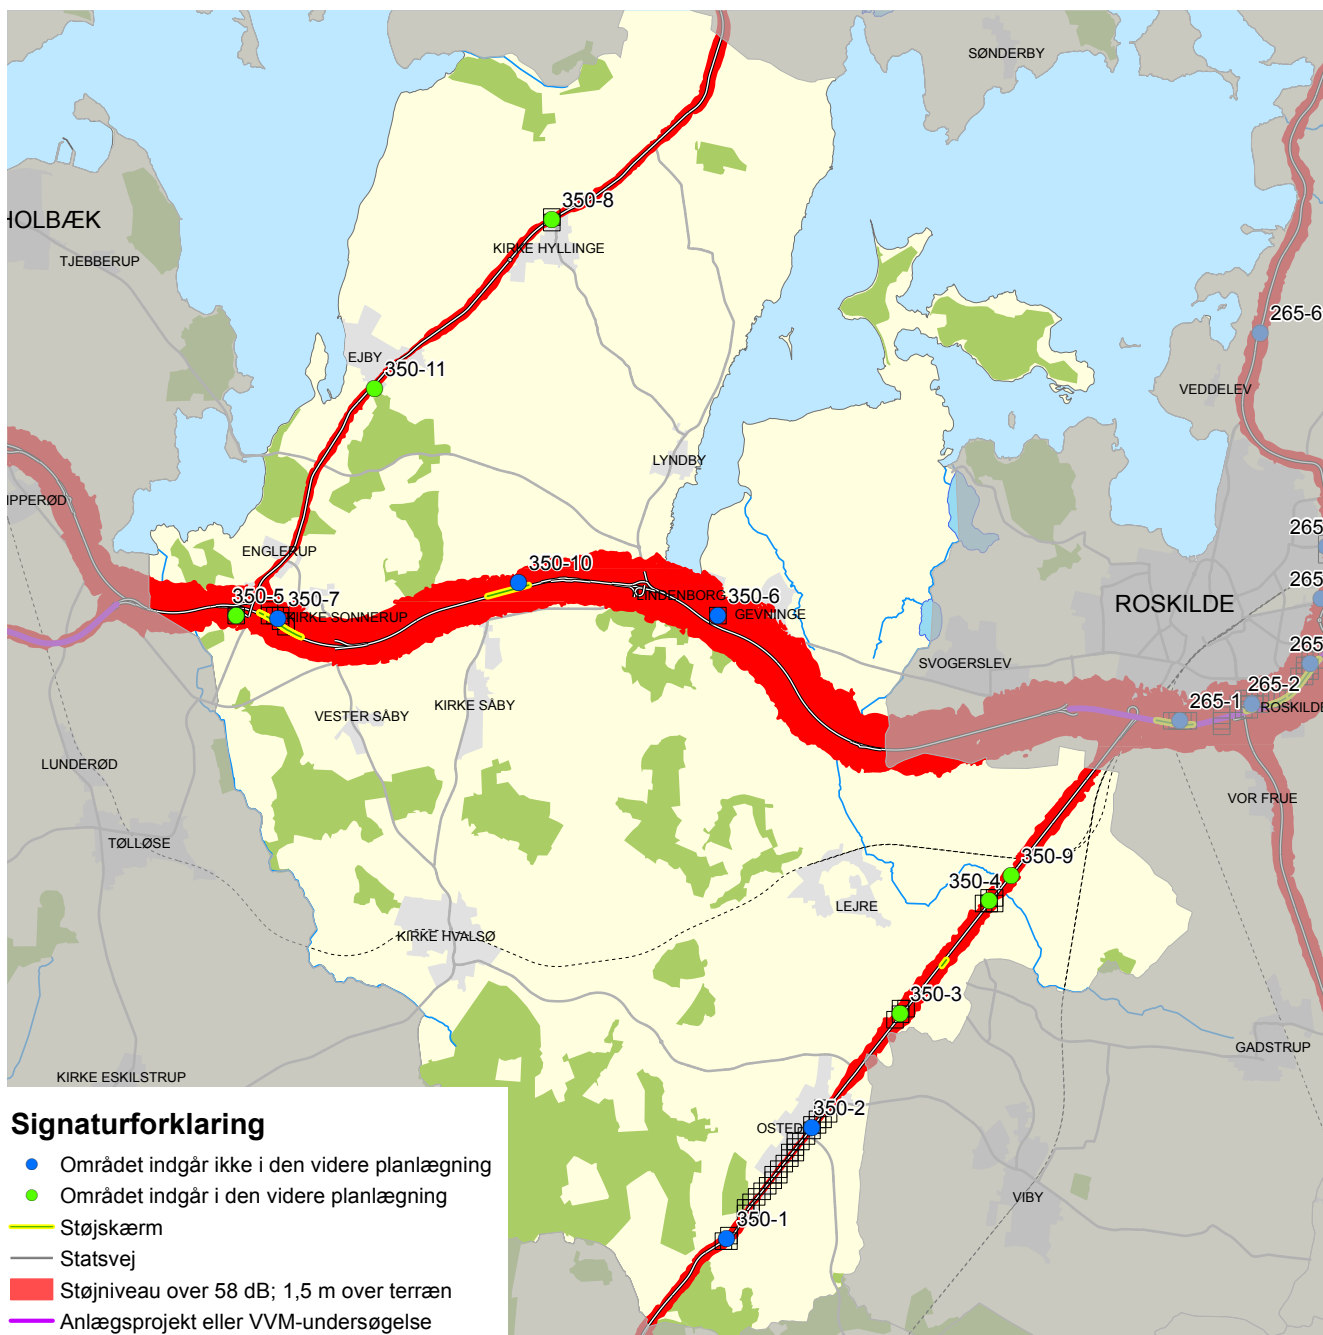 SØNDERBY
350-8
HOLBÆK
KIRKE HYLLINGE
TJEBBERUP
265-6
EJBY
350-11
VEDDELEV
LYNDBY
IPPERØD
265
ENGLERUP
350-10
265
350-5
350-7
LINDENBORG
350-6
KIRKE SONNERUP
GEVNINGE
ROSKILDE
265
SVOGERSLEV
265-2
265-1
ROSKILDE
KIRKE SÅBY
VESTER SÅBY
LUNDERØD
VOR FRUE
TØLLØSE
350-9
350-4
LEJRE
KIRKE HVALSØ
350-3
GADSTRUP
KIRKE ESKILSTRUP
350-2
OSTED
VIBY
350-1
Signaturforklaring
Området indgår ikke i den videre planlægning
Området indgår i den videre planlægning
Støjskærm
Statsvej
Støjniveau over 58 dB; 1,5 m over terræn
Anlægsprojekt eller VVM-undersøgelse